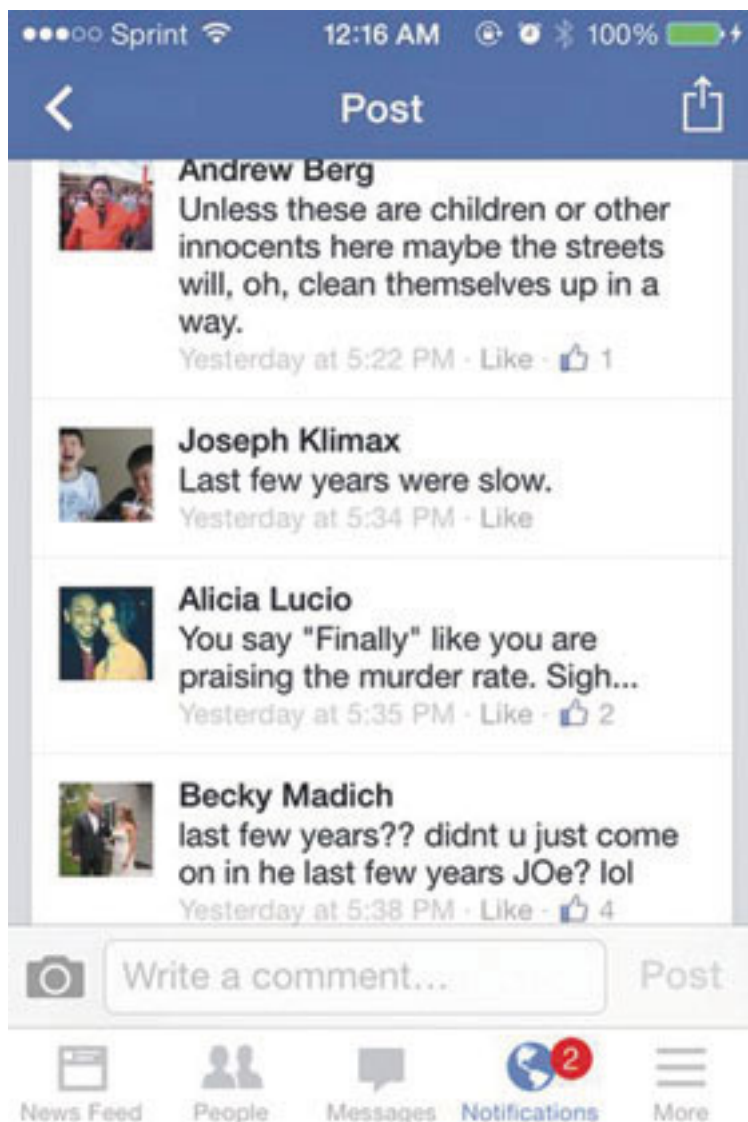 Sprint 12:16 AM 100%
Post
Andrew Berg
Unless these are children or other
innocents here maybe the streets
will, oh, clean themselves up in a
way.
Yesterday at 5:22 PM · Like · 1
Joseph Klimax
Last few years were slow.
Yesterday at 5:34 PM · Like
Alicia Lucio
You say "Finally" like you are
praising the murder rate. Sigh...
Yesterday at 5:35 PM · Like · 2
Becky Madich
last few years?? didnt u just come
on in he last few years JOe? lol
Yesterday at 5:38 PM · Like · 4
Write a comment... Post
2
News Feed People Messages Notifications More